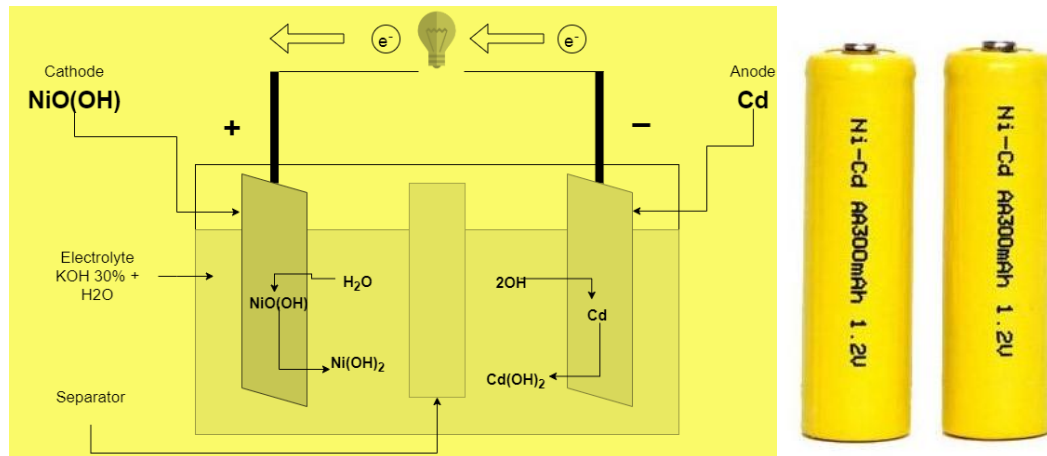 e⁻
e⁻
Cathode
NiO(OH)
Anode
Cd
+
−
Electrolyte
KOH 30% +
H2O
H₂O
NiO(OH)
Ni(OH)₂
2OH
Cd
Cd(OH)₂
Separator
Ni-Cd AA300mAh 1.2V
Ni-Cd AA300mAh 1.2V